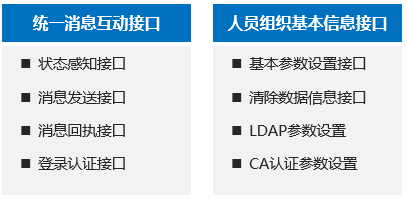 统一消息互动接口
■ 状态感知接口
■ 消息发送接口
■ 消息回执接口
■ 登录认证接口
人员组织基本信息接口
■ 基本参数设置接口
■ 清除数据信息接口
■ LDAP参数设置
■ CA认证参数设置